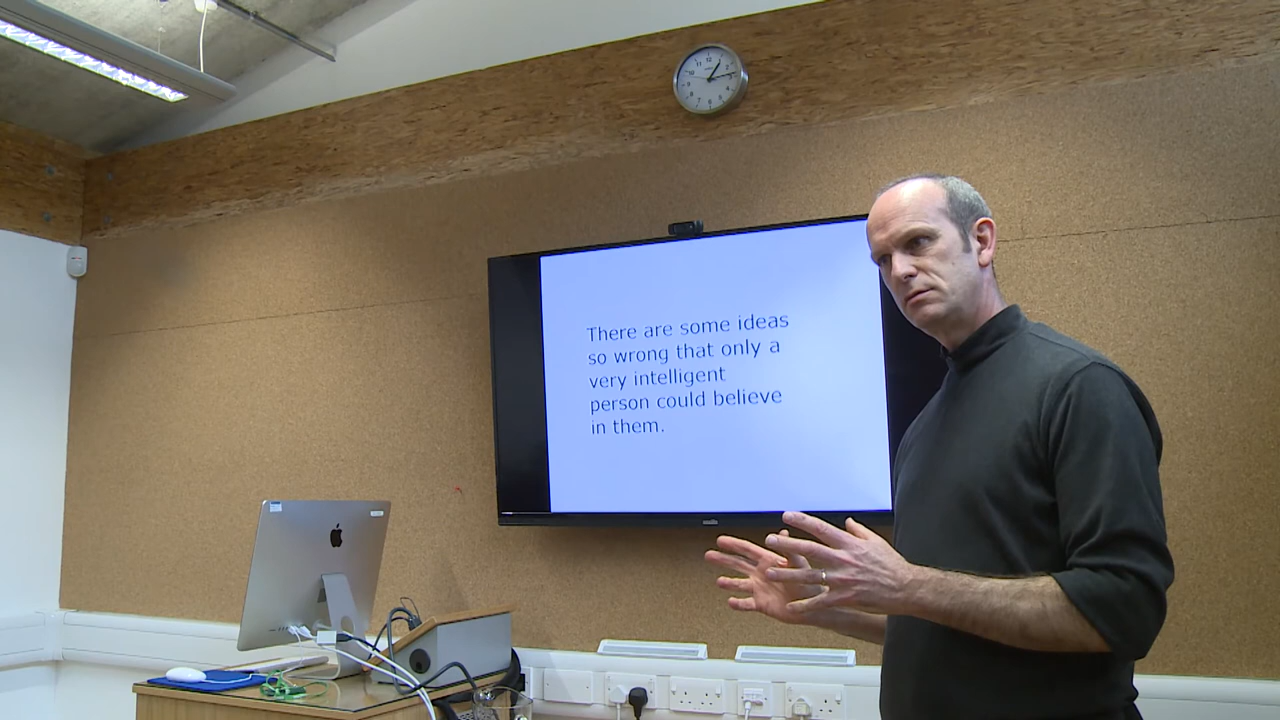 There are some ideas
so wrong that only a
very intelligent
person could believe
in them.